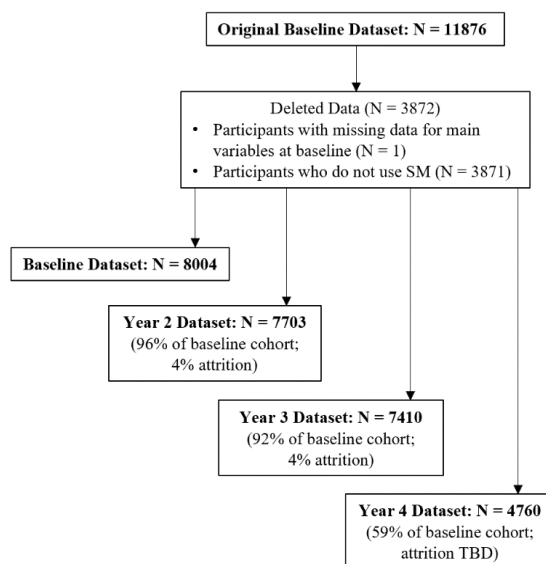 Original Baseline Dataset: N = 11876
Deleted Data (N = 3872)
• Participants with missing data for main
variables at baseline (N = 1)
• Participants who do not use SM (N = 3871)
Baseline Dataset: N = 8004
Year 2 Dataset: N = 7703
(96% of baseline cohort;
4% attrition)
Year 3 Dataset: N = 7410
(92% of baseline cohort;
4% attrition)
Year 4 Dataset: N = 4760
(59% of baseline cohort;
attrition TBD)